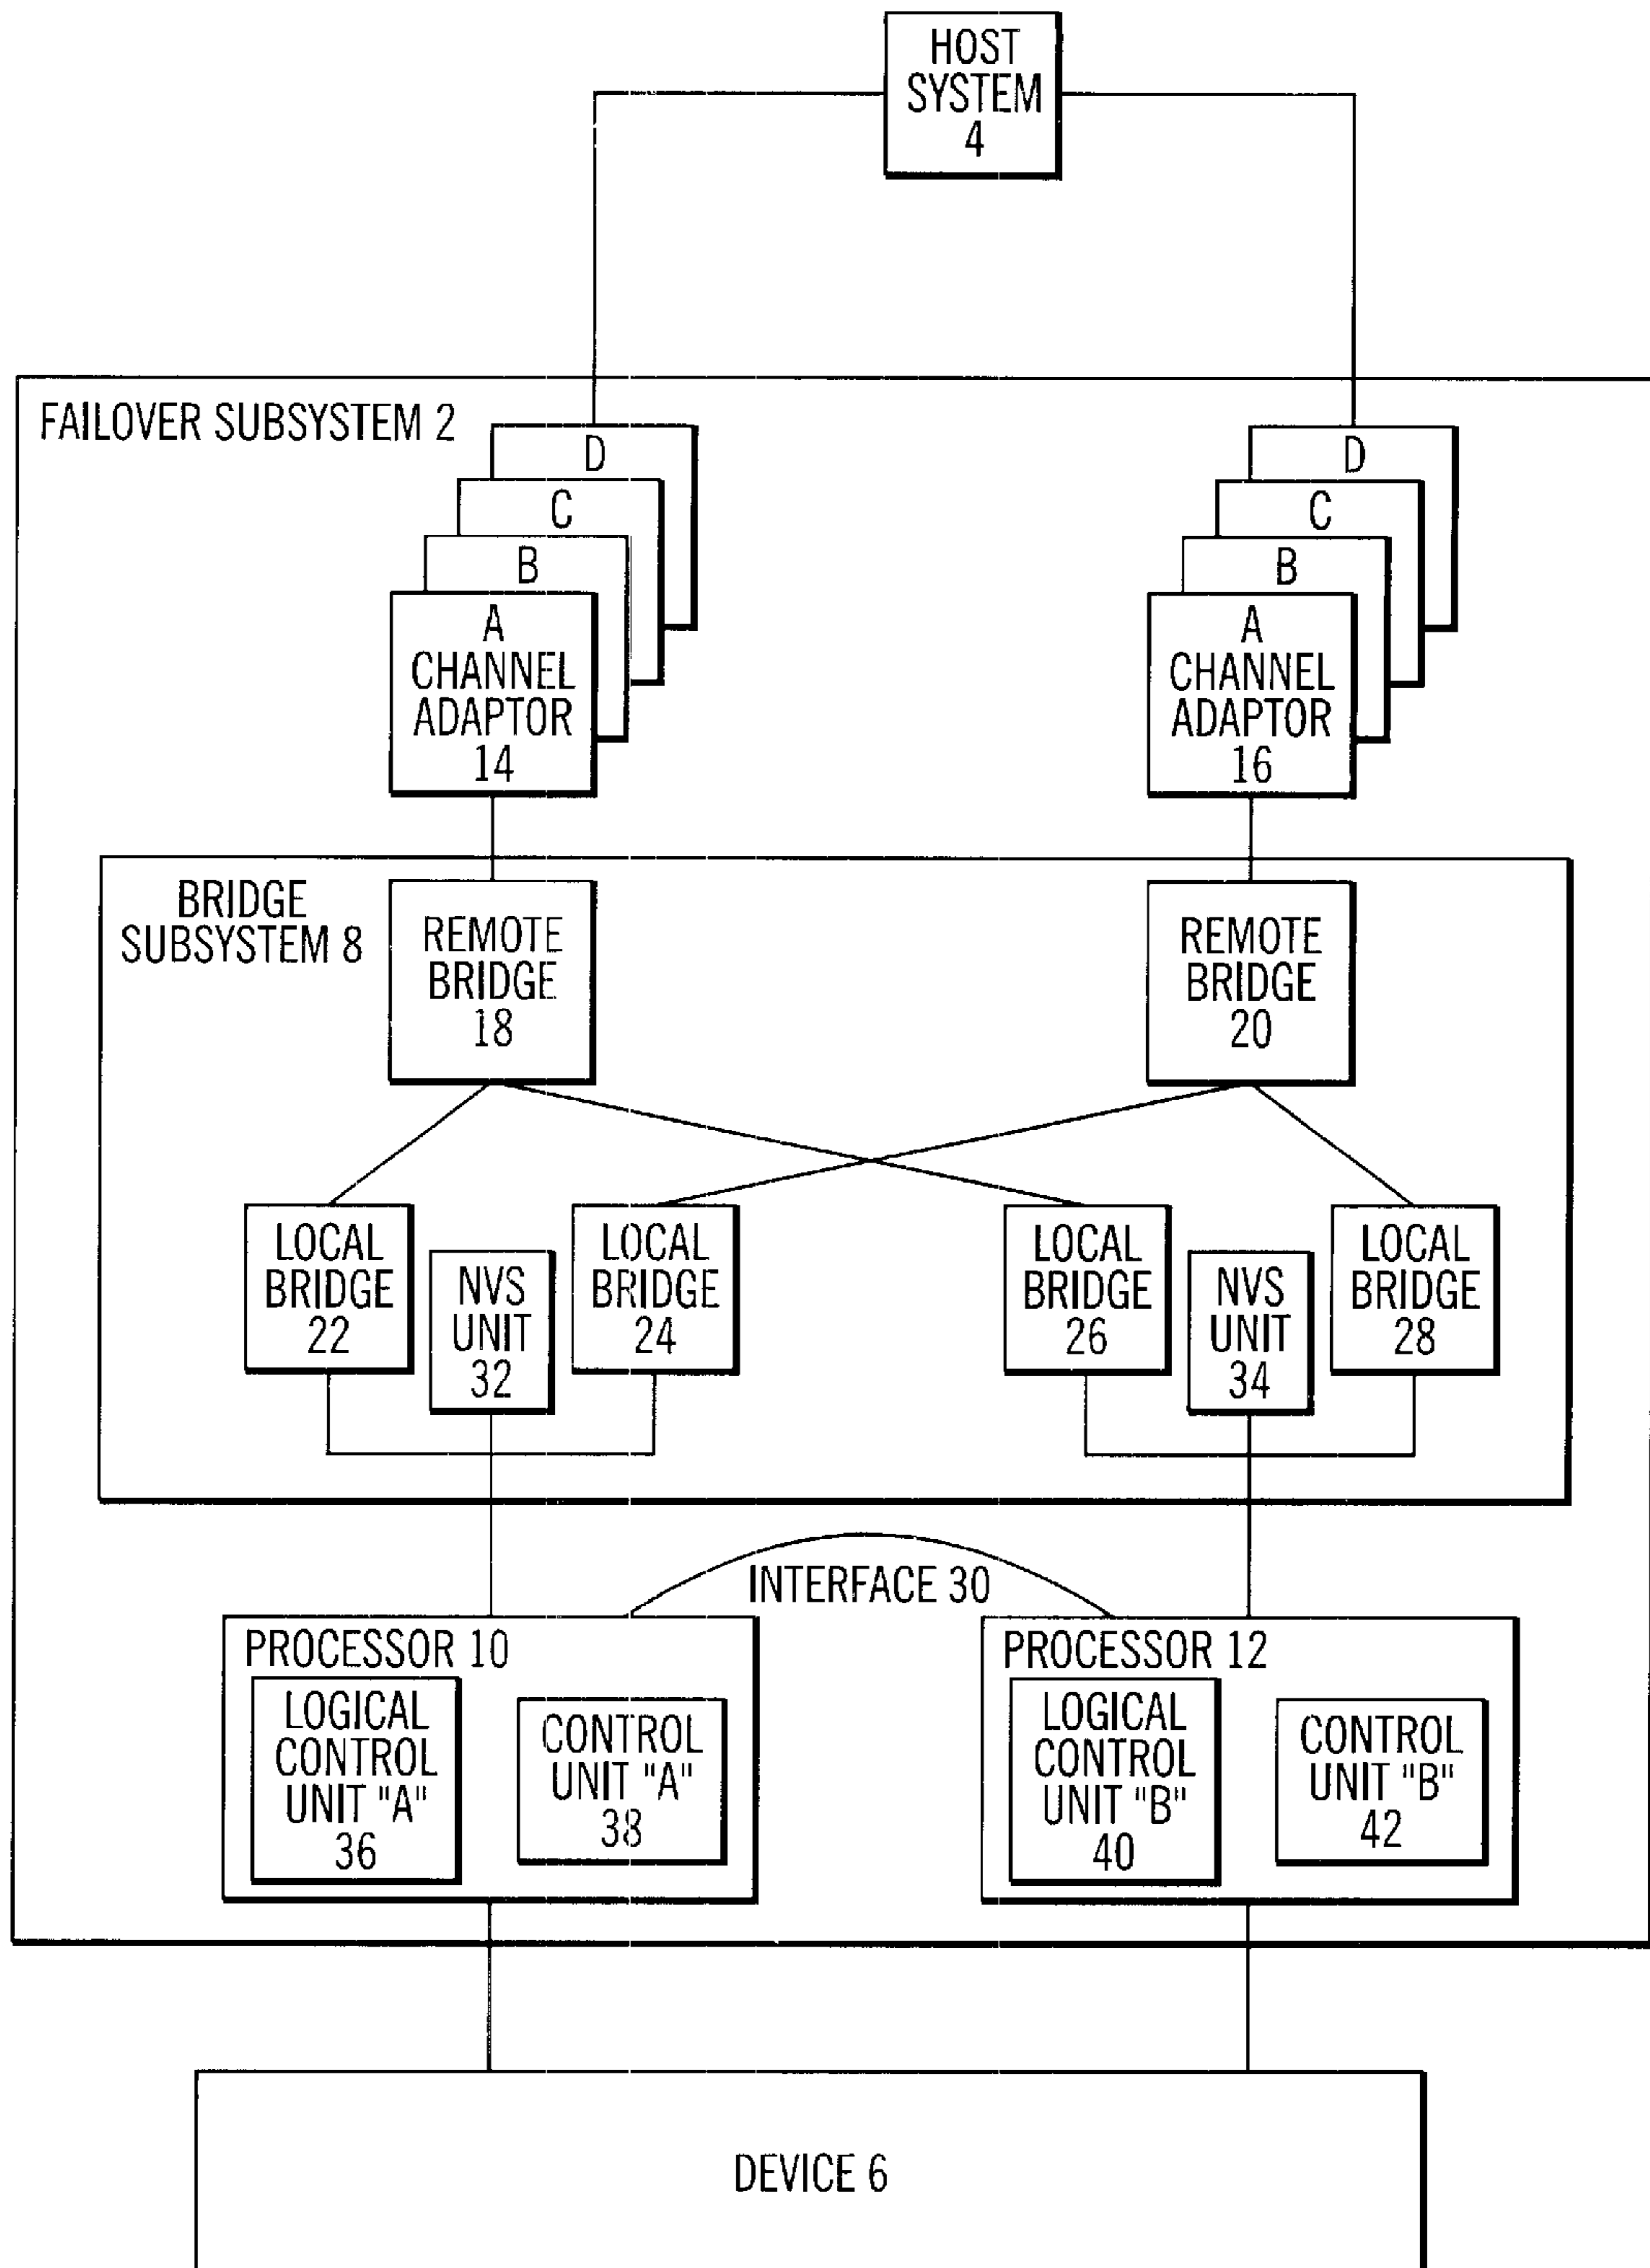 HOST
SYSTEM
4
FAILOVER SUBSYSTEM 2
D
C
B
A
CHANNEL
ADAPTOR
14
D
C
B
A
CHANNEL
ADAPTOR
16
BRIDGE
SUBSYSTEM 8
REMOTE
BRIDGE
18
REMOTE
BRIDGE
20
LOCAL
BRIDGE
22
NVS
UNIT
32
LOCAL
BRIDGE
24
LOCAL
BRIDGE
26
NVS
UNIT
34
LOCAL
BRIDGE
28
INTERFACE 30
PROCESSOR 10
LOGICAL
CONTROL
UNIT "A"
36
CONTROL
UNIT "A"
38
PROCESSOR 12
LOGICAL
CONTROL
UNIT "B"
40
CONTROL
UNIT "B"
42
DEVICE 6